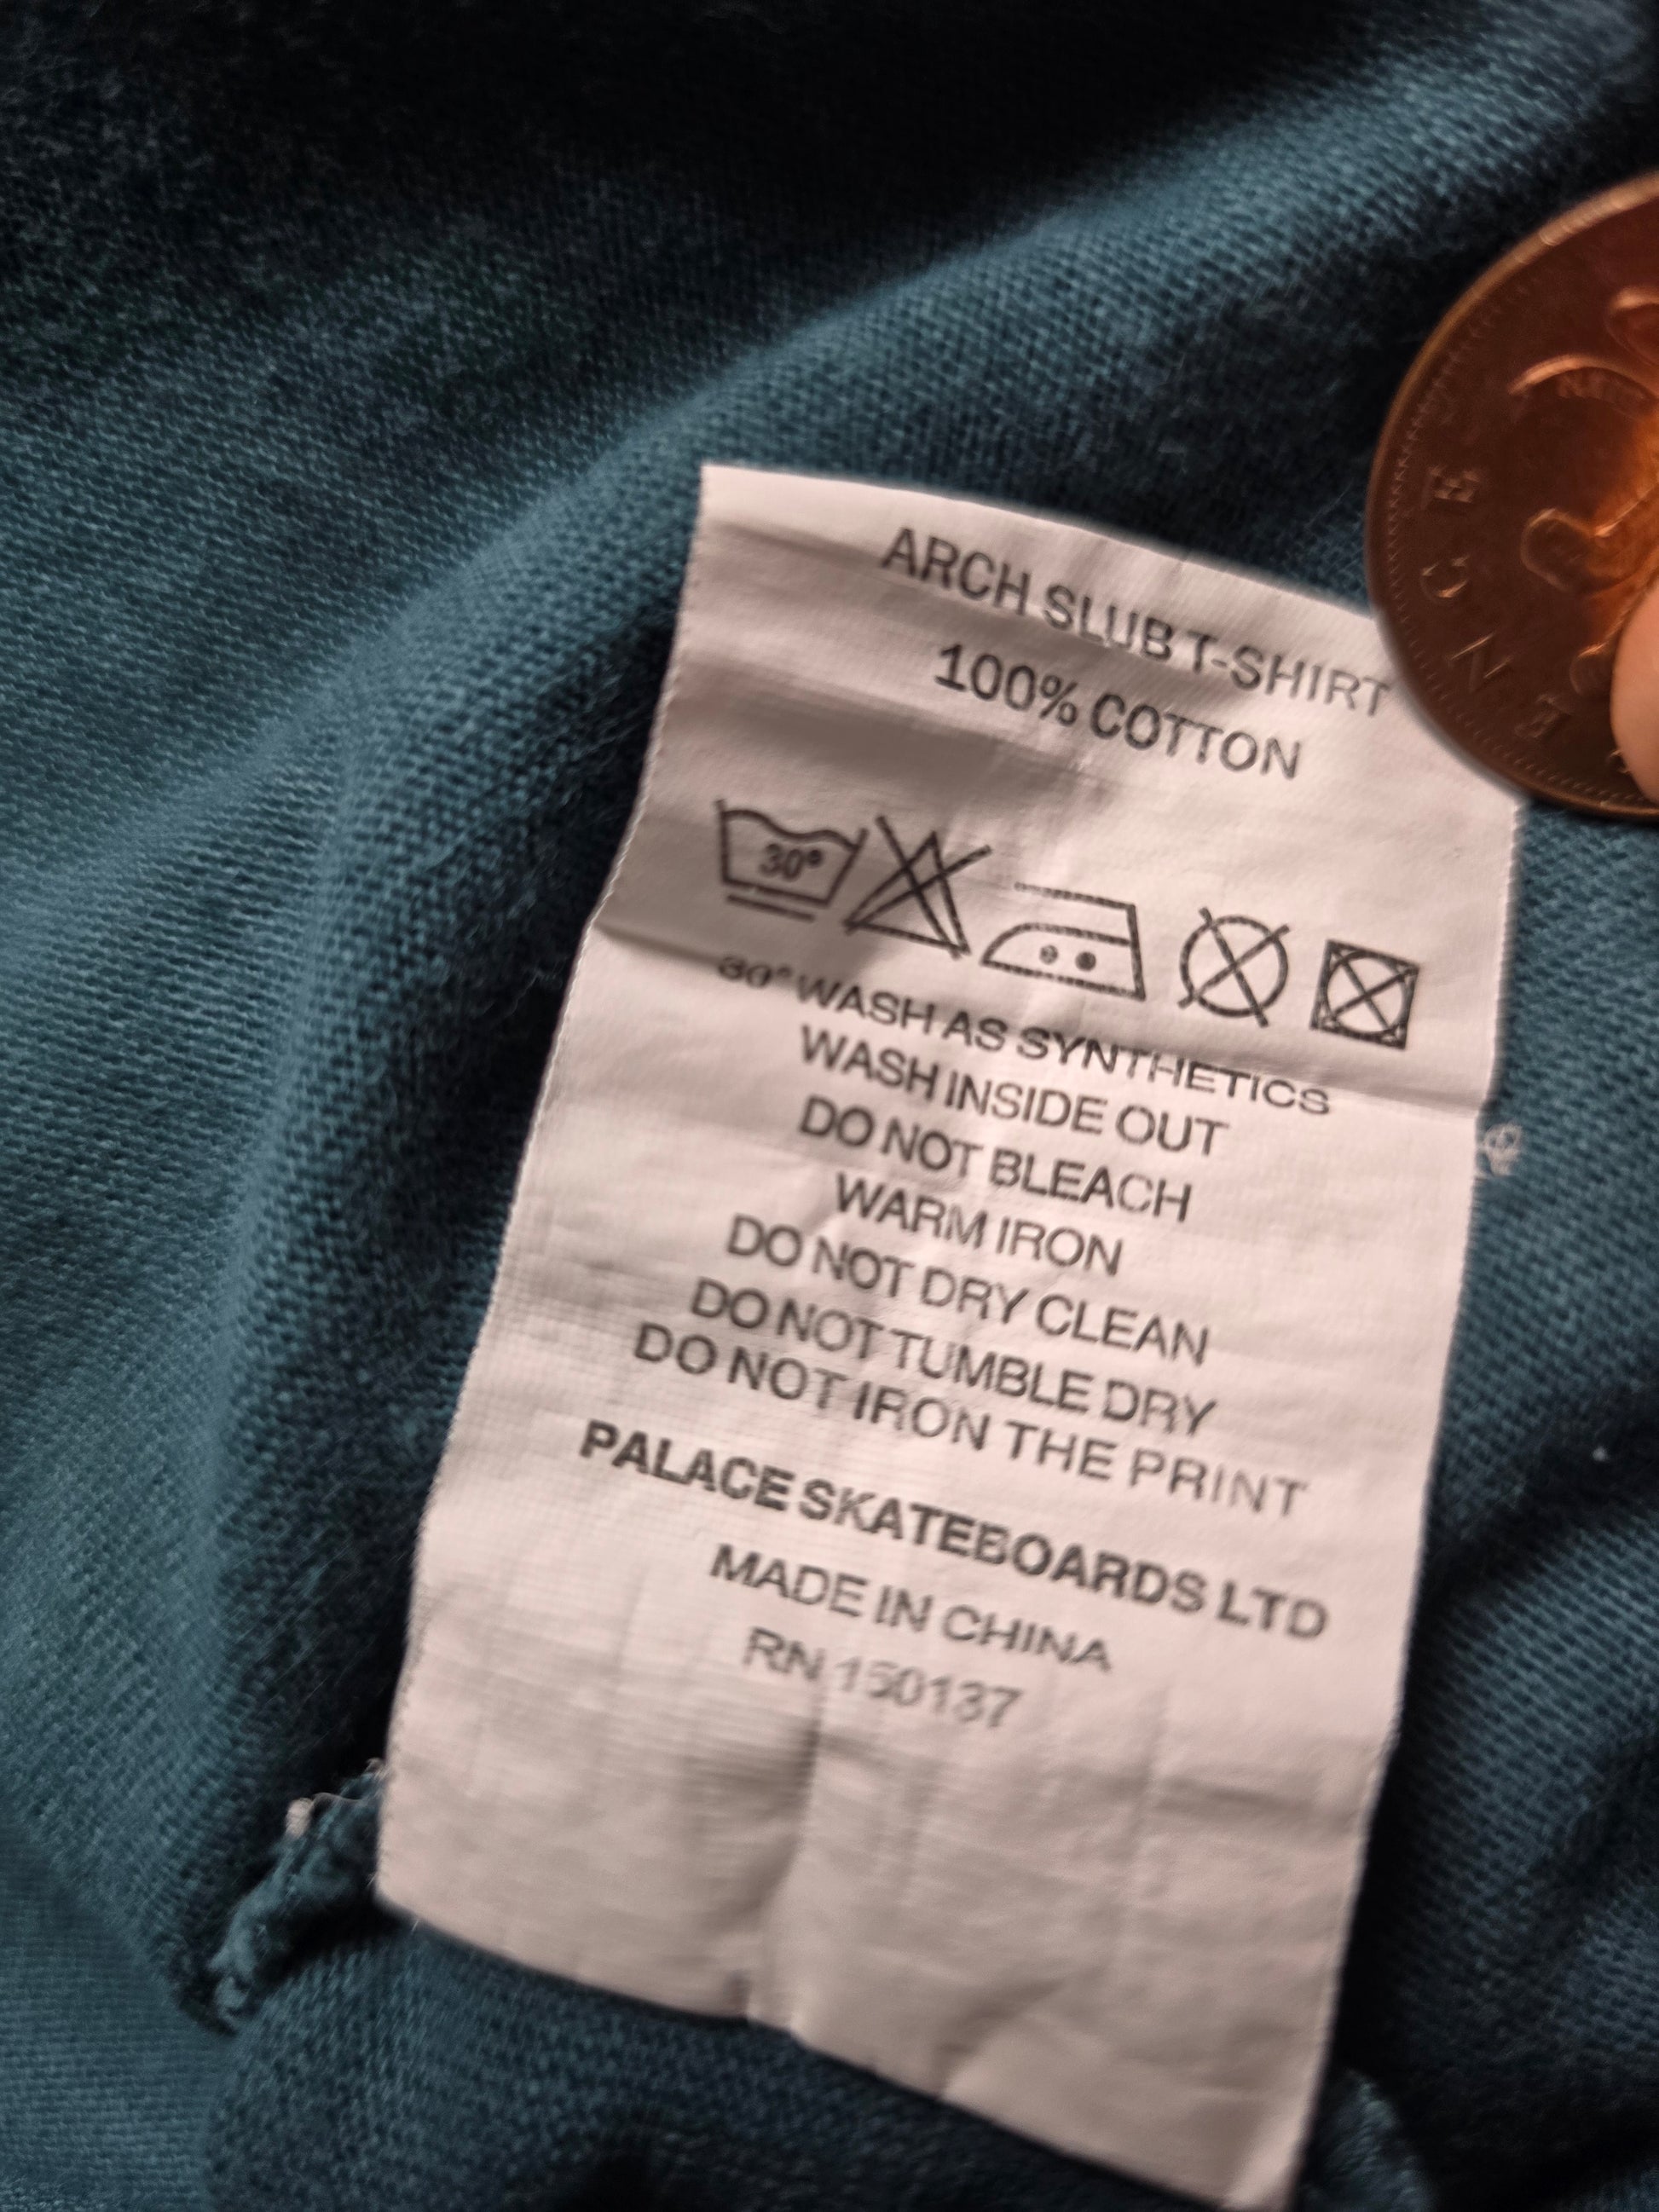 ARCH SLUB T-SHIRT
100% COTTON
30°
30° WASH AS SYNTHETICS
WASH INSIDE OUT
DO NOT BLEACH
WARM IRON
DO NOT DRY CLEAN
DO NOT TUMBLE DRY
DO NOT IRON THE PRINT
PALACE SKATEBOARDS LTD
MADE IN CHINA
RN 150137